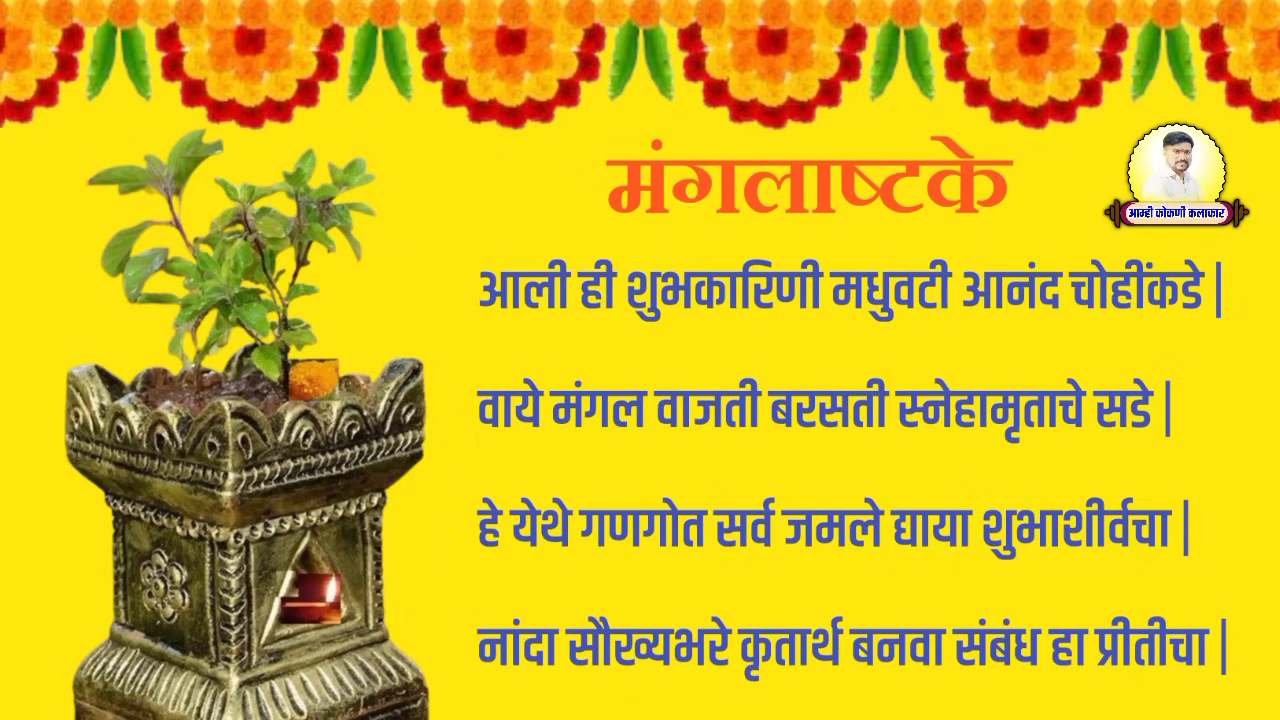 मंगलाष्टके
आम्ही कोकणी कलाकार
आली ही शुभकारिणी मधुवटी आनंद चोहींकडे |
वाये मंगल वाजती बरसती स्नेहामृताचे सडे |
हे येथे गणगोत सर्व जमले द्याया शुभाशीर्वचा |
नांदा सौख्यभरे कृतार्थ बनवा संबंध हा प्रीतीचा |